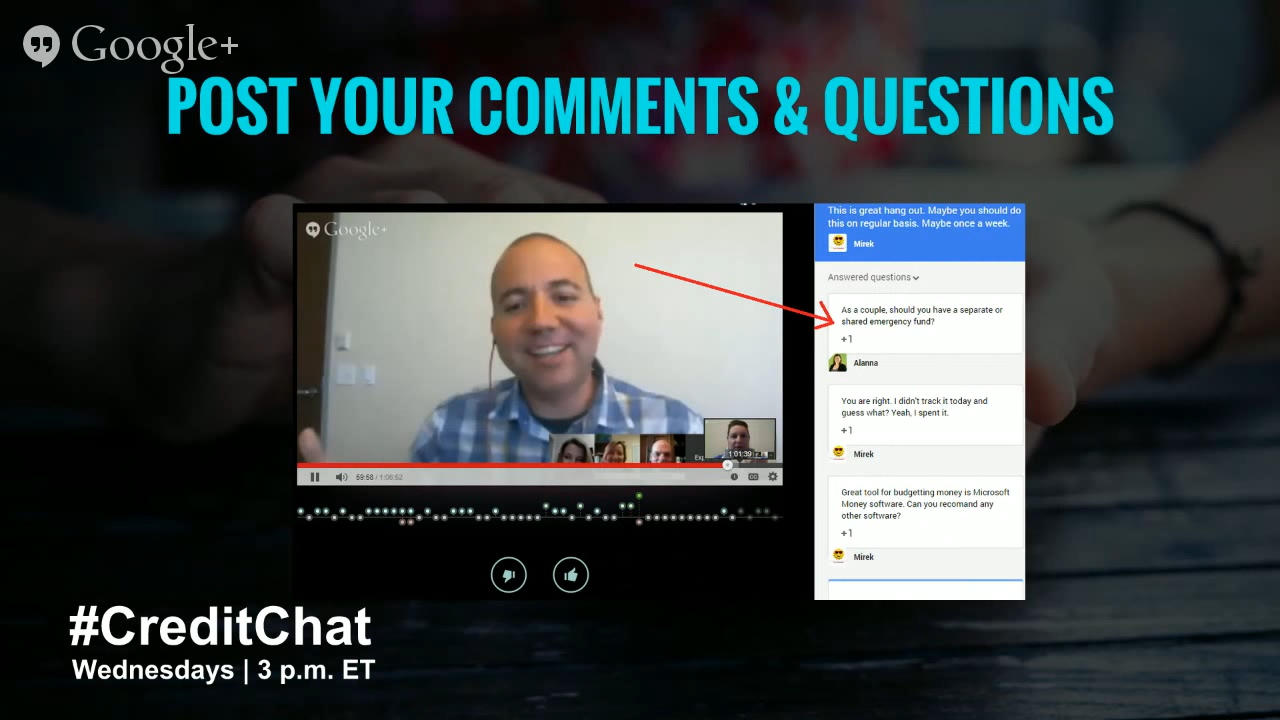 Google+
POST YOUR COMMENTS & QUESTIONS
Google+
This is great hang out. Maybe you should do
this on regular basis. Maybe once a week.
Mirek
Answered questions
As a couple, should you have a separate or
shared emergency fund?
+1
Alanna
You are right. I didn't track it today and
guess what? Yeah, I spent it.
+1
Mirek
Great tool for budgetting money is Microsoft
Money software. Can you recomand any
other software?
+1
Mirek
1:01:39
59:58 / 1:06:52
CC
#CreditChat
Wednesdays | 3 p.m. ET